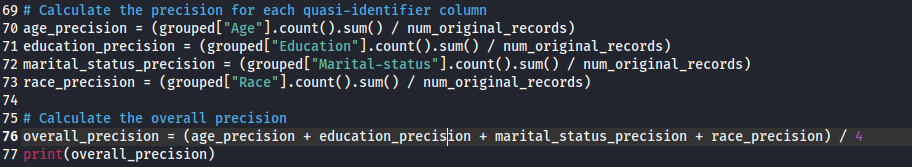 69 # Calculate the precision for each quasi-identifier column
70 age_precision = (grouped["Age"].count().sum() / num_original_records)
71 education_precision = (grouped["Education"].count().sum() / num_original_records)
72 marital_status_precision = (grouped["Marital-status"].count().sum() / num_original_records)
73 race_precision = (grouped["Race"].count().sum() / num_original_records)
74
75 # Calculate the overall precision
76 overall_precision = (age_precision + education_precision + marital_status_precision + race_precision) / 4
77 print(overall_precision)